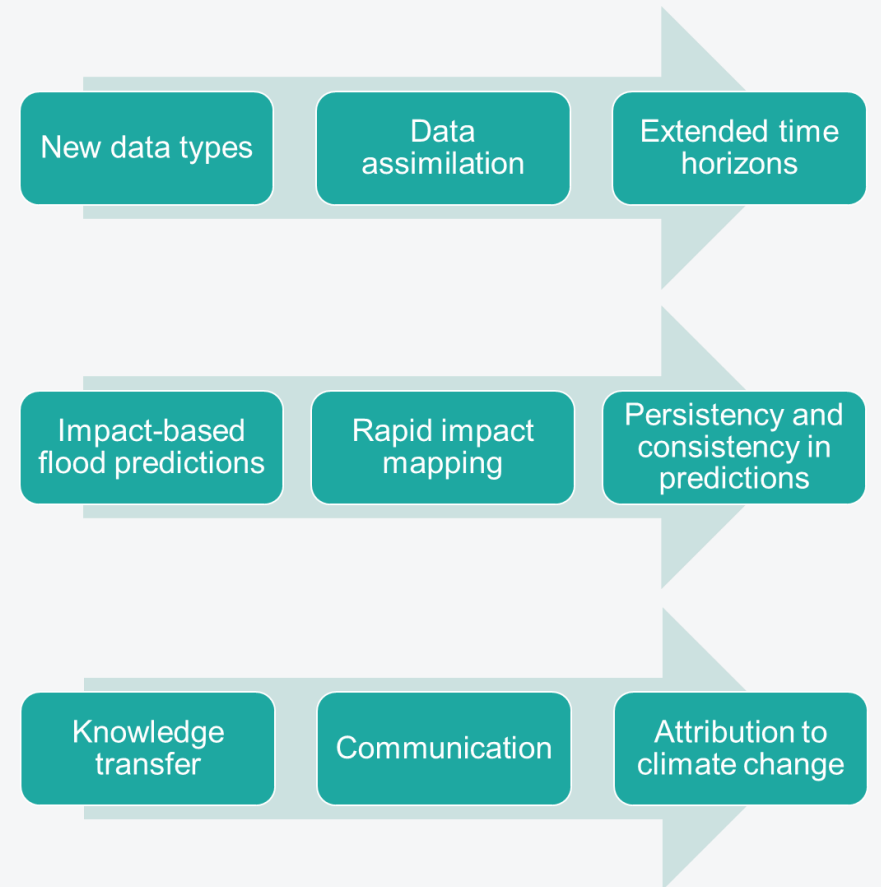 New data types
Data
assimilation
Extended time
horizons
Impact-based
flood predictions
Rapid impact
mapping
Persistency and
consistency in
predictions
Knowledge
transfer
Communication
Attribution to
climate change